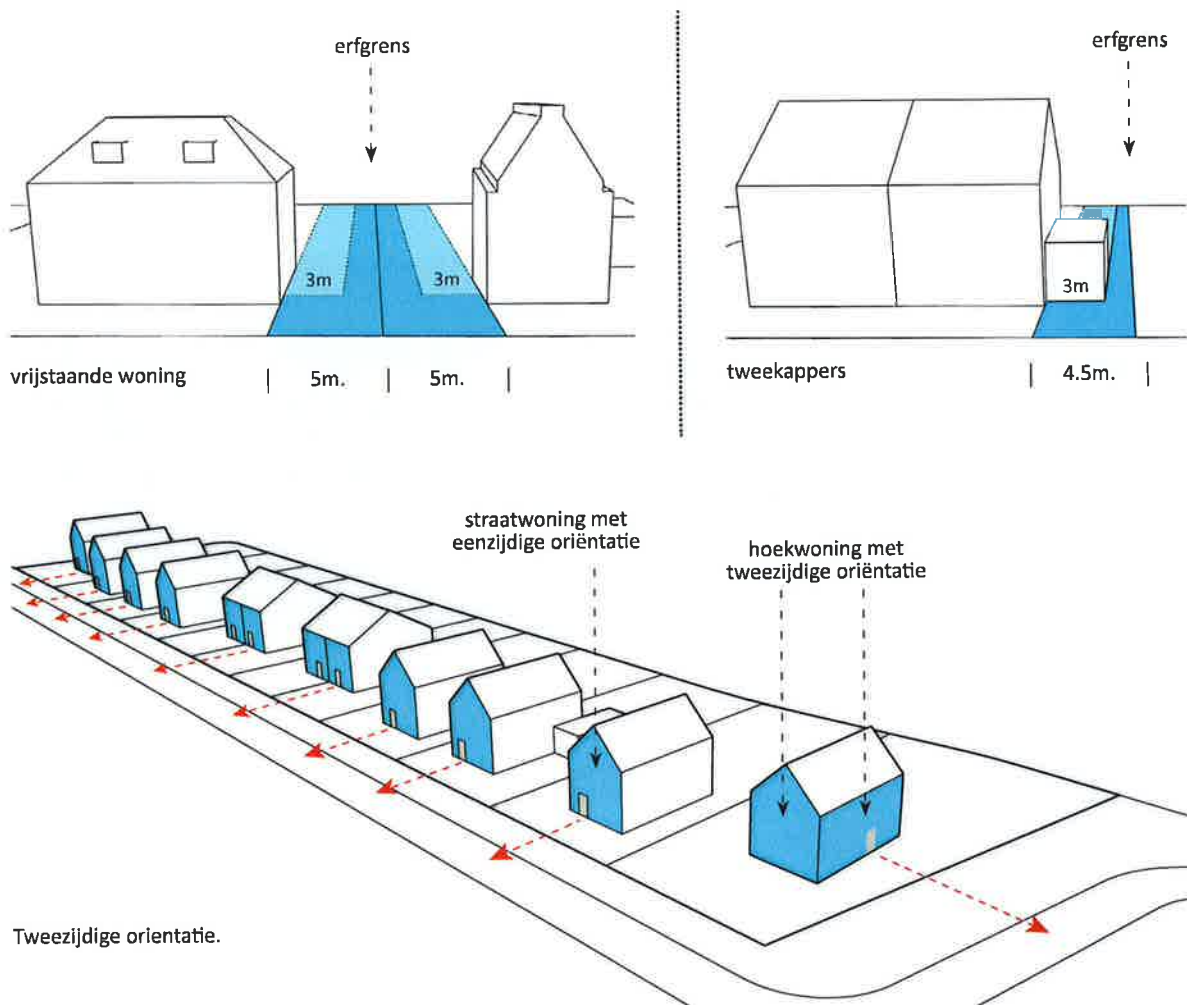 erfgrens
3m
3m
vrijstaande woning
| 5m. | 5m. |
erfgrens
3m
tweekappers
| 4.5m. |
straatwoning met
eenzijdige oriëntatie
hoekwoning met
tweezijdige oriëntatie
Tweezijdige orientatie.